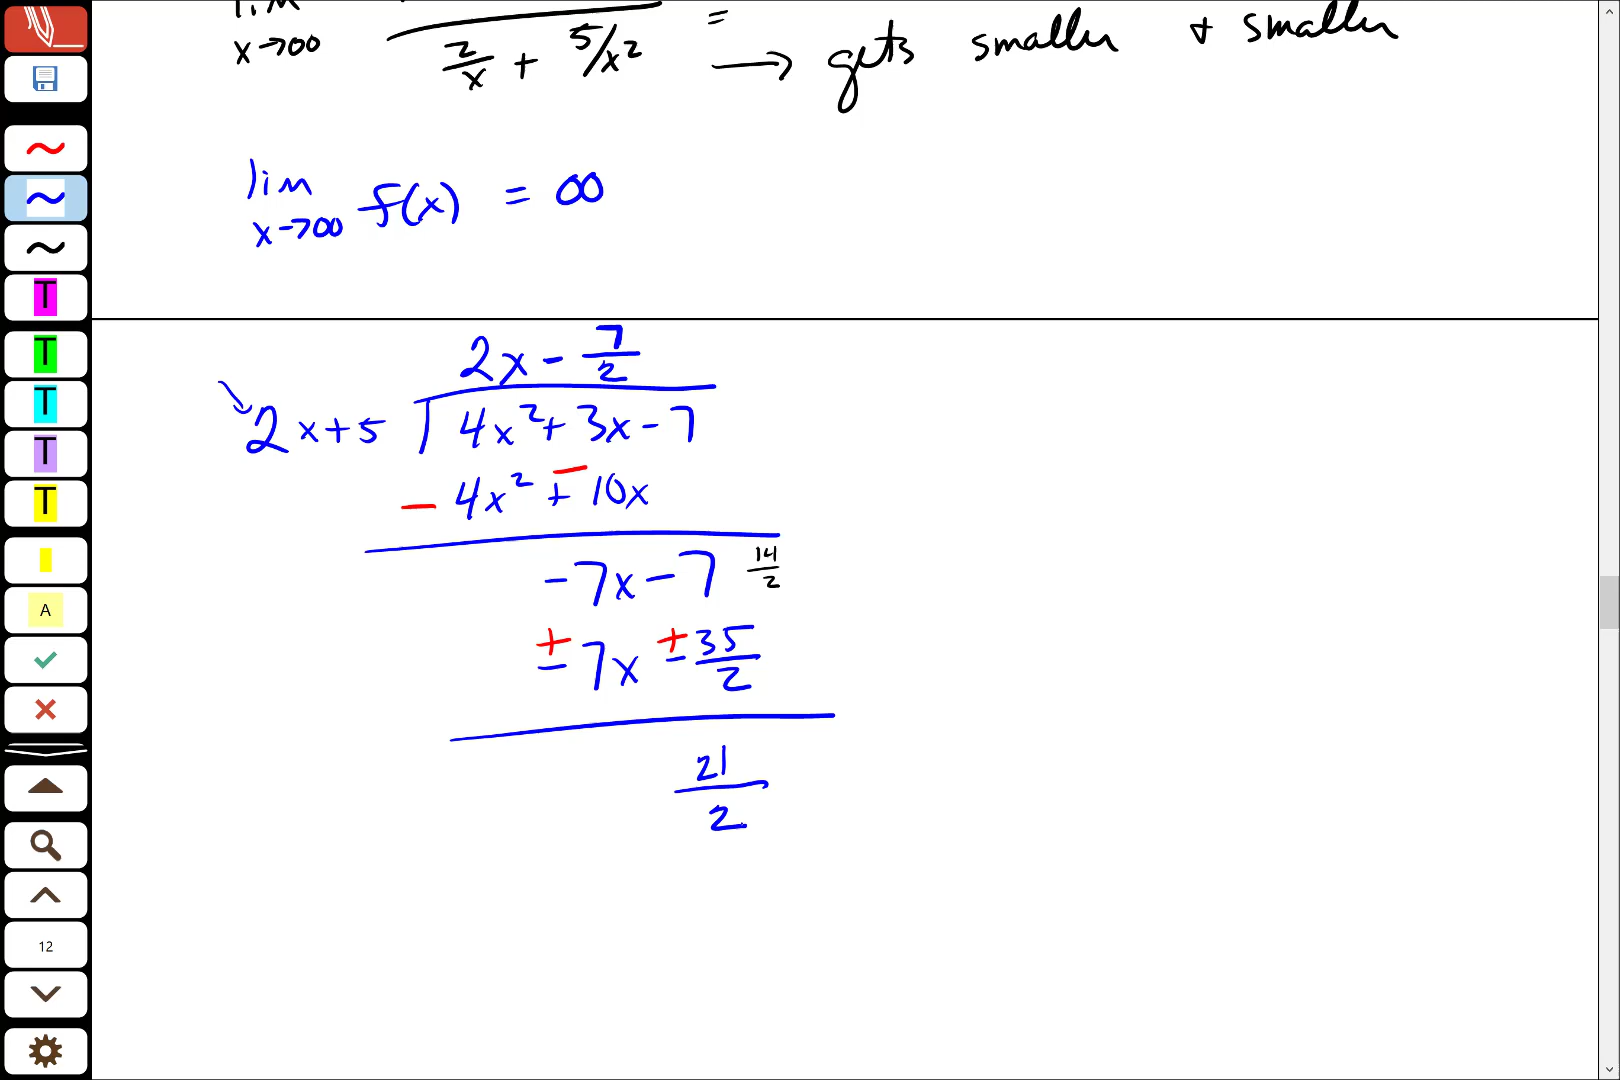 lim
x→∞
2/x + 5/x² = → gets smaller + smaller
lim
x→∞ f(x) = ∞
2x - 7/2
2x+5 4x² + 3x - 7
- 4x² + 10x
-
-7x - 7 14/2
+ +
- 7x - 35/2
21/2
T
T
T
T
T
A
12